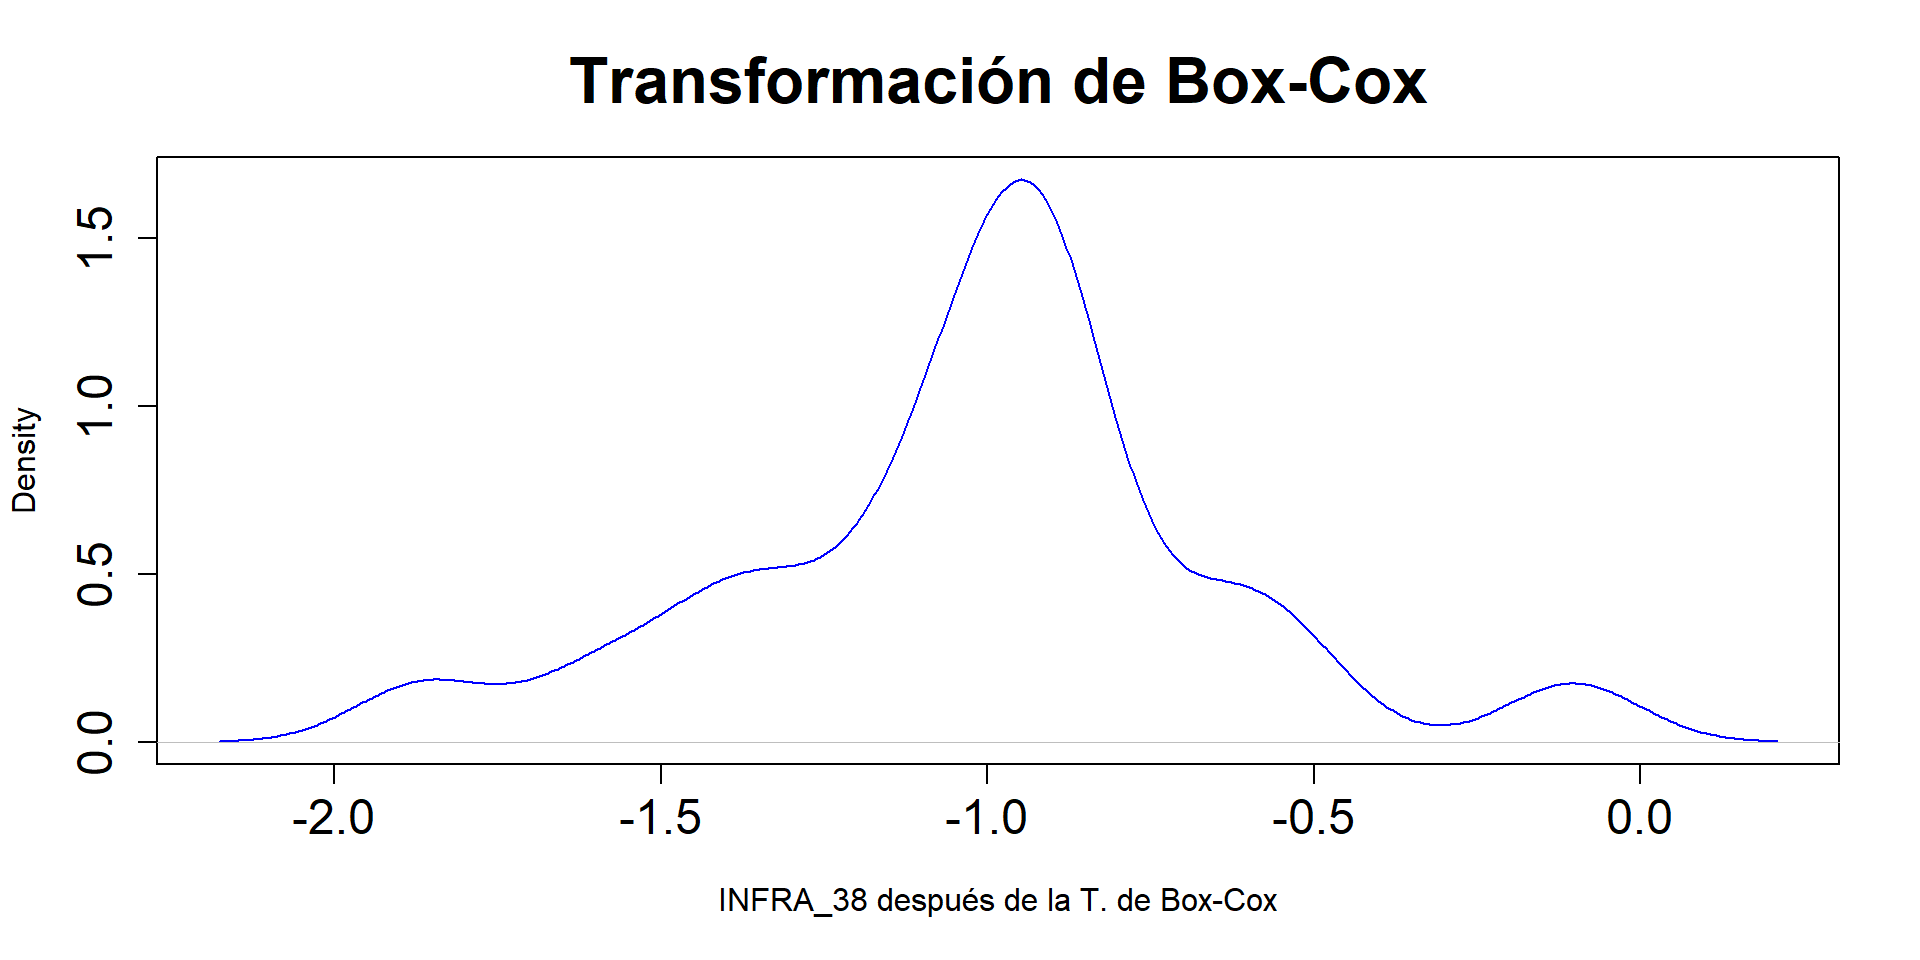 Transformación de Box-Cox
Density
1.5
1.0
0.5
0.0
-2.0 -1.5 -1.0 -0.5 0.0
INFRA_38 después de la T. de Box-Cox